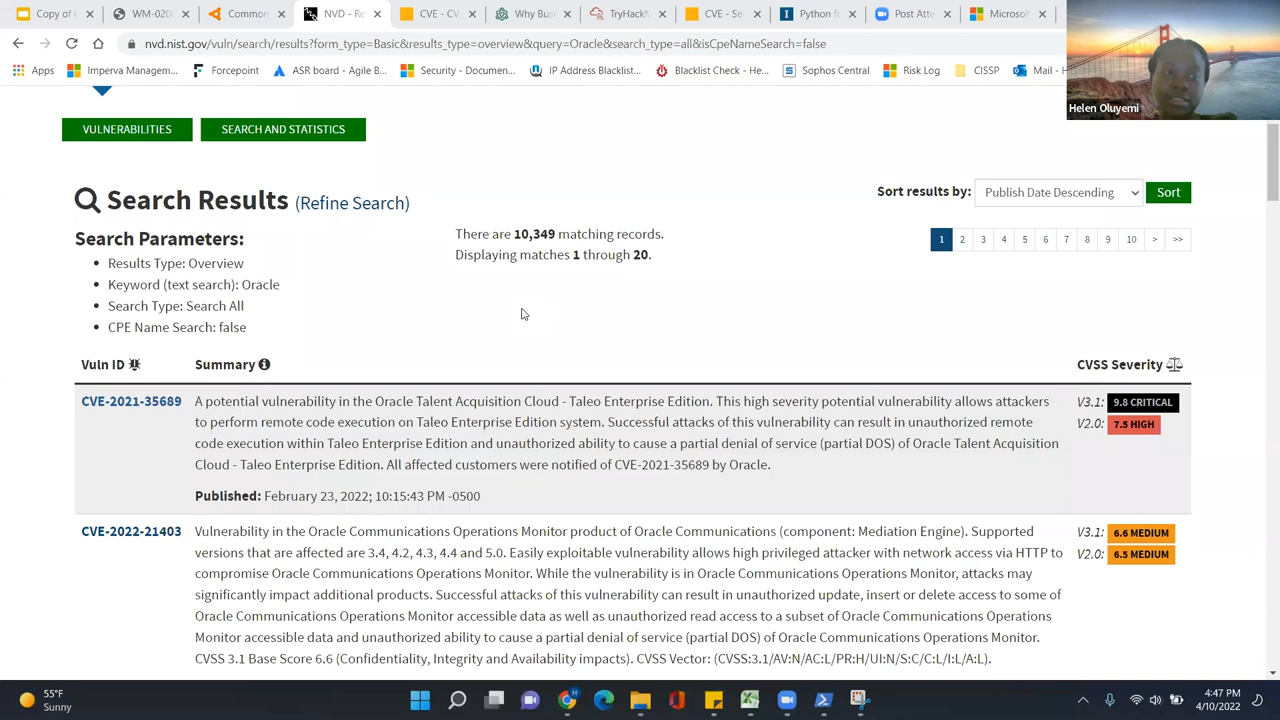 Copy of
WM-020
Common
NVD - Re
CVE - CV
Why Bus
TryHackM
CVE - Se
Python fo
Post Atte
Microsof
nvd.nist.gov/vuln/search/results?form_type=Basic&results_type=overview&query=Oracle&search_type=all&isCpeNameSearch=false
Apps
Imperva Managem...
Forcepoint
ASR board - Agile B...
Security - Documen...
IP Address Blacklist...
Blacklist Check - He...
Sophos Central
Risk Log
CISSP
Mail - H
Helen Oluyemi
VULNERABILITIES
SEARCH AND STATISTICS
Search Results (Refine Search)
Sort results by:
Publish Date Descending
Sort
Search Parameters:
Results Type: Overview
Keyword (text search): Oracle
Search Type: Search All
CPE Name Search: false
There are 10,349 matching records.
Displaying matches 1 through 20.
1 2 3 4 5 6 7 8 9 10 > >>
Vuln ID Summary CVSS Severity
CVE-2021-35689
A potential vulnerability in the Oracle Talent Acquisition Cloud - Taleo Enterprise Edition. This high severity potential vulnerability allows attackers
to perform remote code execution on Taleo Enterprise Edition system. Successful attacks of this vulnerability can result in unauthorized remote
code execution within Taleo Enterprise Edition and unauthorized ability to cause a partial denial of service (partial DOS) of Oracle Talent Acquisition
Cloud - Taleo Enterprise Edition. All affected customers were notified of CVE-2021-35689 by Oracle.
Published: February 23, 2022; 10:15:43 PM -0500
V3.1: 9.8 CRITICAL
V2.0: 7.5 HIGH
CVE-2022-21403
Vulnerability in the Oracle Communications Operations Monitor product of Oracle Communications (component: Mediation Engine). Supported
versions that are affected are 3.4, 4.2, 4.3, 4.4 and 5.0. Easily exploitable vulnerability allows high privileged attacker with network access via HTTP to
compromise Oracle Communications Operations Monitor. While the vulnerability is in Oracle Communications Operations Monitor, attacks may
significantly impact additional products. Successful attacks of this vulnerability can result in unauthorized update, insert or delete access to some of
Oracle Communications Operations Monitor accessible data as well as unauthorized read access to a subset of Oracle Communications Operations
Monitor accessible data and unauthorized ability to cause a partial denial of service (partial DOS) of Oracle Communications Operations Monitor.
CVSS 3.1 Base Score 6.6 (Confidentiality, Integrity and Availability impacts). CVSS Vector: (CVSS:3.1/AV:N/AC:L/PR:H/UI:N/S:C/C:L/I:L/A:L).
V3.1: 6.6 MEDIUM
V2.0: 6.5 MEDIUM
55°F
Sunny
4:47 PM
4/10/2022